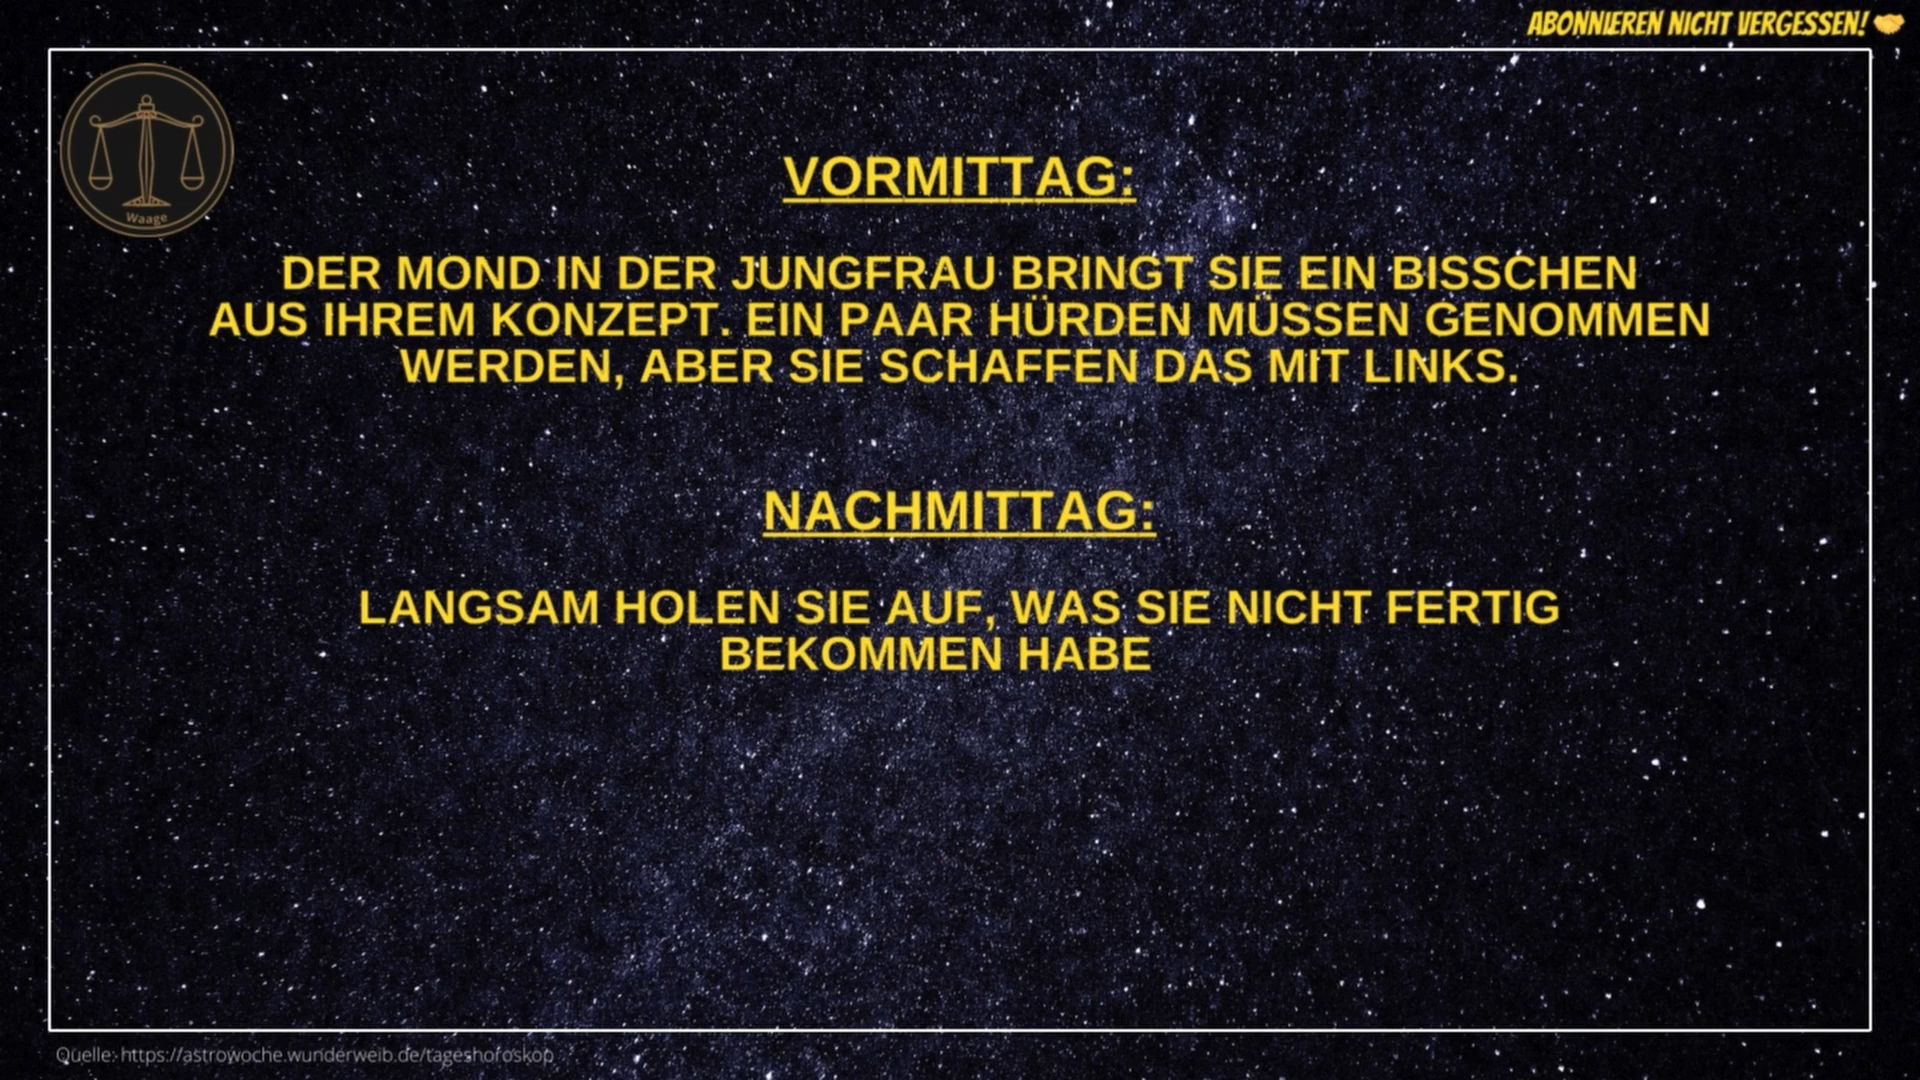 ABONNIEREN NICHT VERGESSEN!
Waage
VORMITTAG:
DER MOND IN DER JUNGFRAU BRINGT SIE EIN BISSCHEN
AUS IHREM KONZEPT. EIN PAAR HÜRDEN MÜSSEN GENOMMEN
WERDEN, ABER SIE SCHAFFEN DAS MIT LINKS.
NACHMITTAG:
LANGSAM HOLEN SIE AUF, WAS SIE NICHT FERTIG
BEKOMMEN HABE
Quelle: https://astrowoche.wunderweib.de/tageshoroskop